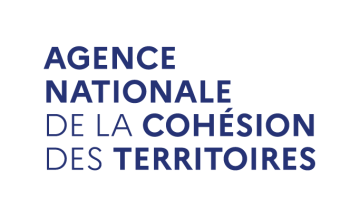 AGENCE
NATIONALE
DE LA COHÉSION
DES TERRITOIRES